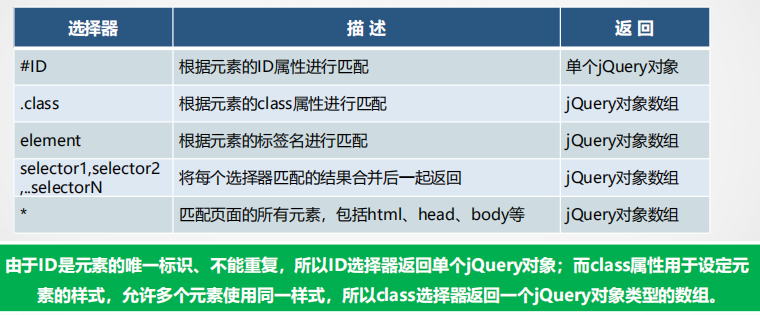 选择器 描 述 返 回
#ID 根据元素的ID属性进行匹配 单个jQuery对象
.class 根据元素的class属性进行匹配 jQuery对象数组
element 根据元素的标签名进行匹配 jQuery对象数组
selector1,selector2
,..selectorN 将每个选择器匹配的结果合并后一起返回 jQuery对象数组
* 匹配页面的所有元素，包括html、head、body等 jQuery对象数组
由于ID是元素的唯一标识、不能重复，所以ID选择器返回单个jQuery对象；而class属性用于设定元
素的样式，允许多个元素使用同一样式，所以class选择器返回一个jQuery对象类型的数组。